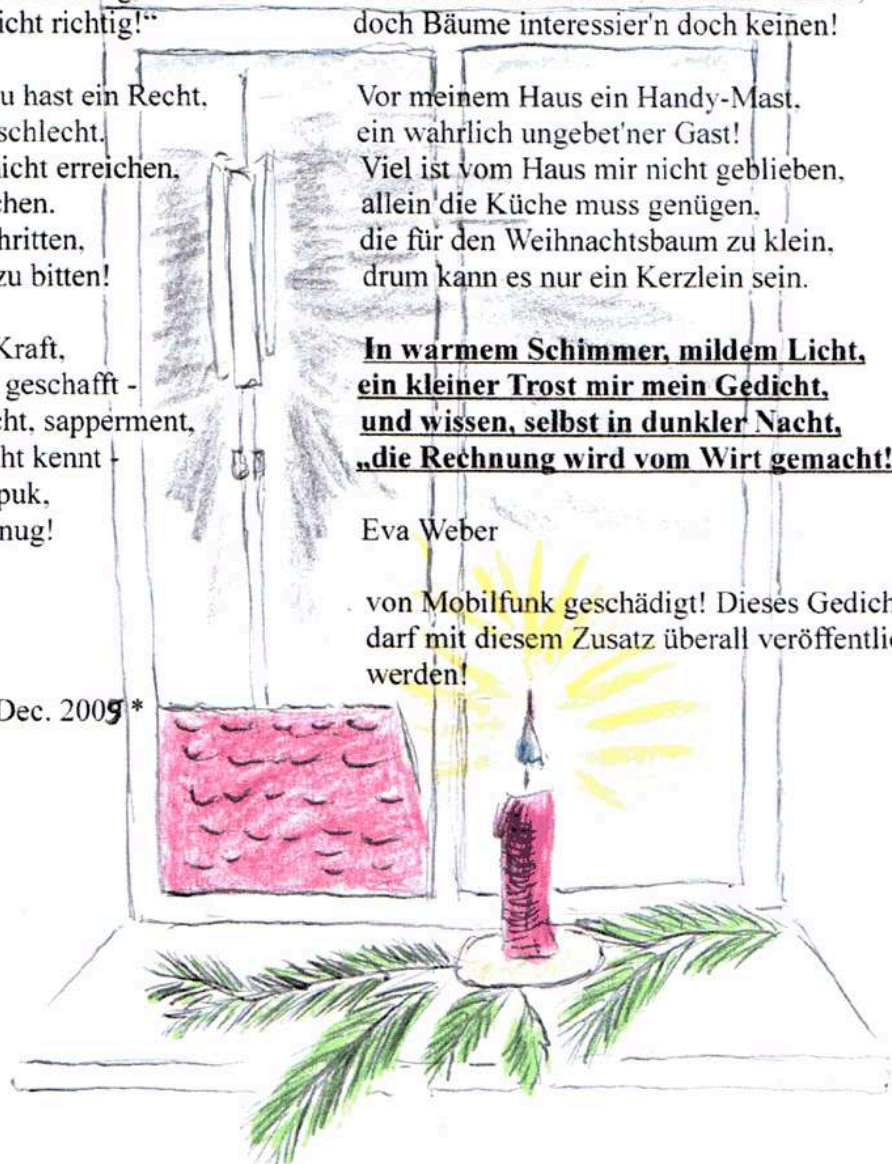 icht richtig!“
u hast ein Recht,
schlecht.
nicht erreichen,
chen.
hritten,
zu bitten!
Kraft,
geschafft -
cht, sapperment,
ht kennt -
puk,
nug!
Dec. 2009 *
doch Bäume interessier'n doch keinen!
Vor meinem Haus ein Handy-Mast,
ein wahrlich ungebet'ner Gast!
Viel ist vom Haus mir nicht geblieben,
allein die Küche muss genügen,
die für den Weihnachtsbaum zu klein,
drum kann es nur ein Kerzlein sein.
In warmem Schimmer, mildem Licht,
ein kleiner Trost mir mein Gedicht,
und wissen, selbst in dunkler Nacht,
„die Rechnung wird vom Wirt gemacht!
Eva Weber
von Mobilfunk geschädigt! Dieses Gedich
darf mit diesem Zusatz überall veröffentli
werden!